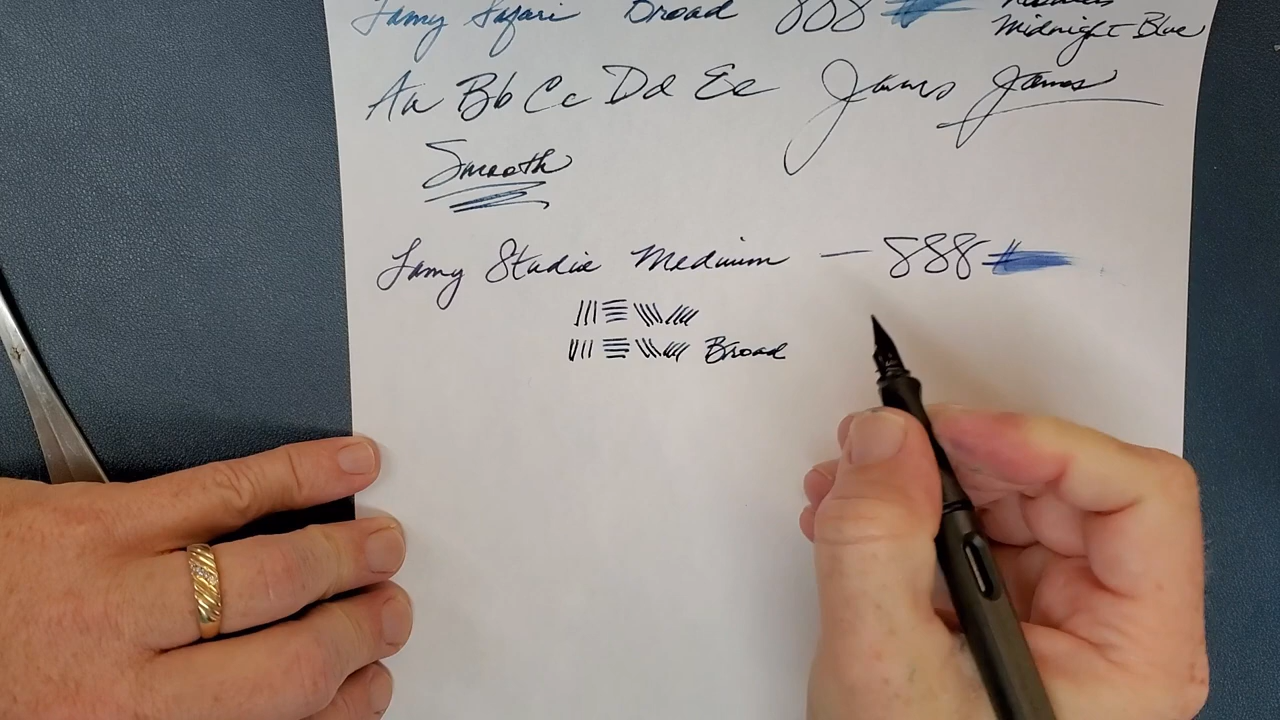 Lamy Safari Broad 888
Midnight Blue
Aa Bb Cc Dd Ee James James
Smooth
Lamy Studio Medium — 888
Broad